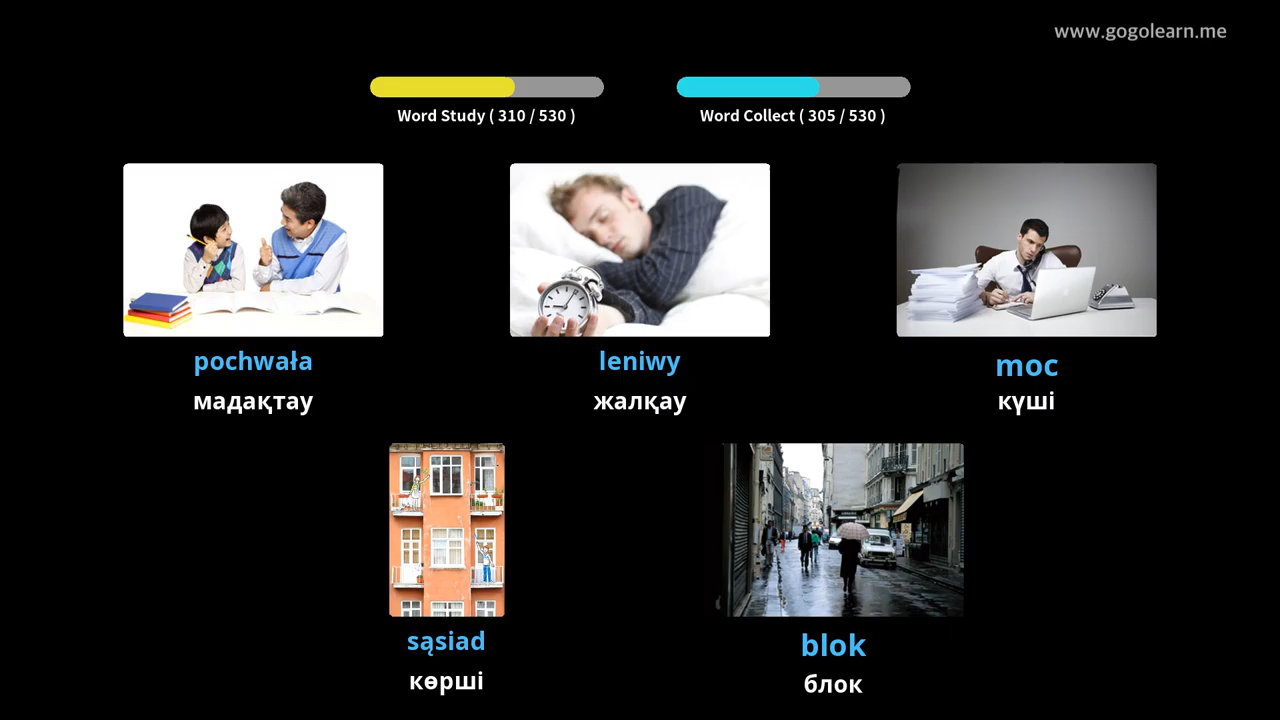 www.gogolearn.me
Word Study ( 310 / 530 )
Word Collect ( 305 / 530 )
pochwała
мадақтау
leniwy
жалқау
moc
күші
sąsiad
көрші
blok
блок